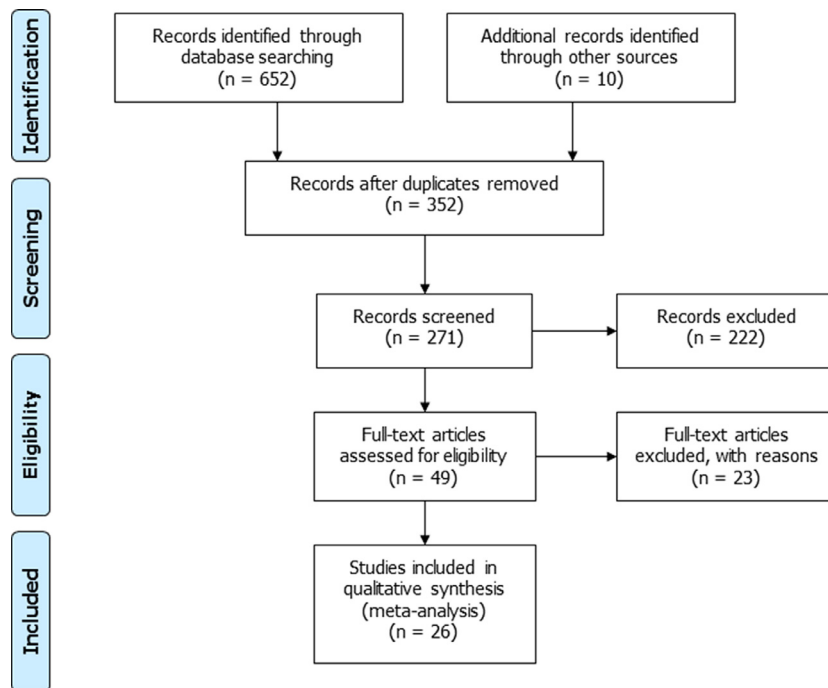 Identification
Records identified through
database searching
(n = 652)
Additional records identified
through other sources
(n = 10)
Screening
Records after duplicates removed
(n = 352)
Records screened
(n = 271)
Records excluded
(n = 222)
Eligibility
Full-text articles
assessed for eligibility
(n = 49)
Full-text articles
excluded, with reasons
(n = 23)
Included
Studies included in
qualitative synthesis
(meta-analysis)
(n = 26)